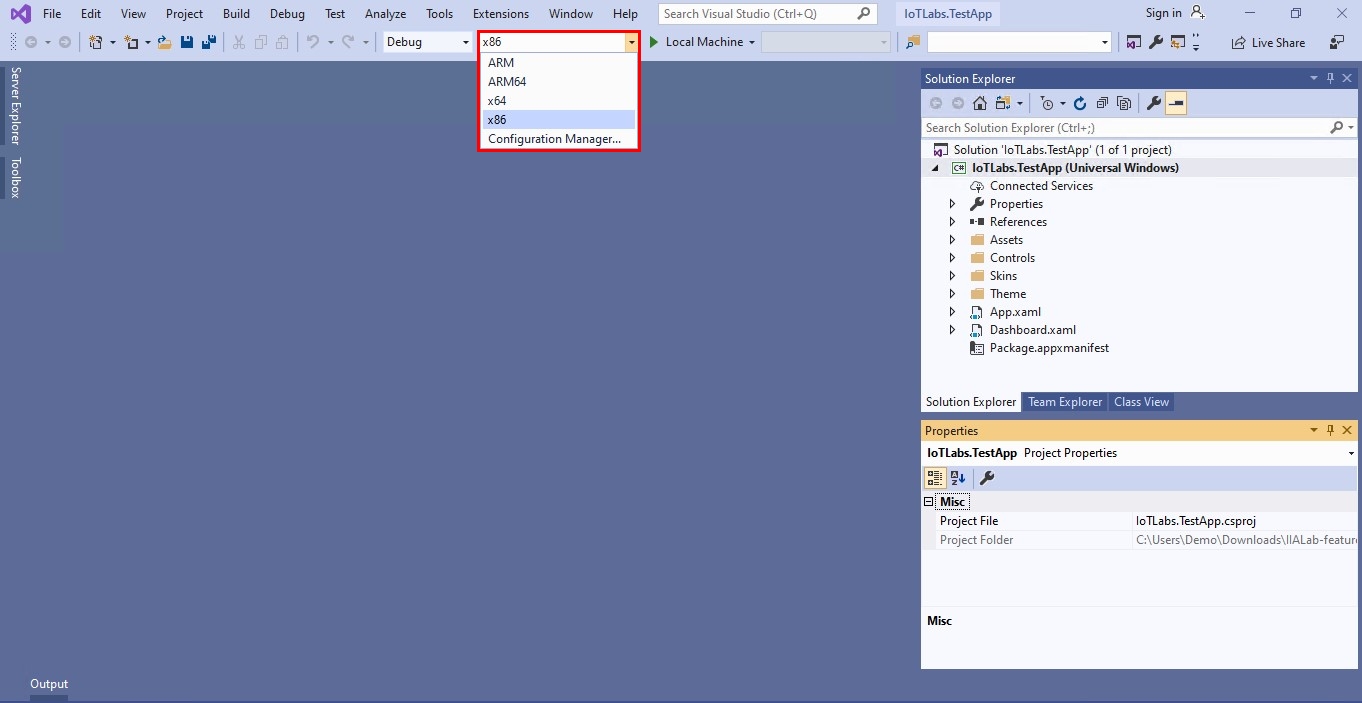 File Edit View Project Build Debug Test Analyze Tools Extensions Window Help Search Visual Studio (Ctrl+Q) IoTLabs.TestApp Sign in
Debug x86 Local Machine Live Share
ARM
ARM64
x64
x86
Configuration Manager...
Server Explorer
Toolbox
Solution Explorer
Search Solution Explorer (Ctrl+;)
Solution 'IoTLabs.TestApp' (1 of 1 project)
C# IoTLabs.TestApp (Universal Windows)
Connected Services
Properties
References
Assets
Controls
Skins
Theme
App.xaml
Dashboard.xaml
Package.appxmanifest
Solution Explorer Team Explorer Class View
Properties
IoTLabs.TestApp Project Properties
Misc
Project File IoTLabs.TestApp.csproj
Project Folder C:\Users\Demo\Downloads\IIALab-feature
Misc
Output